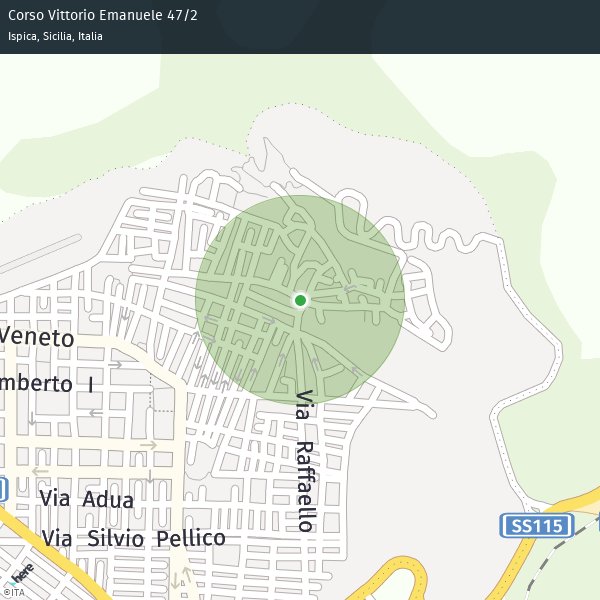 Corso Vittorio Emanuele 47/2
Ispica, Sicilia, Italia
Veneto
mberto I
Via Raffaello
Via Adua
Via Silvio Pellico
SS115
here
©ITA